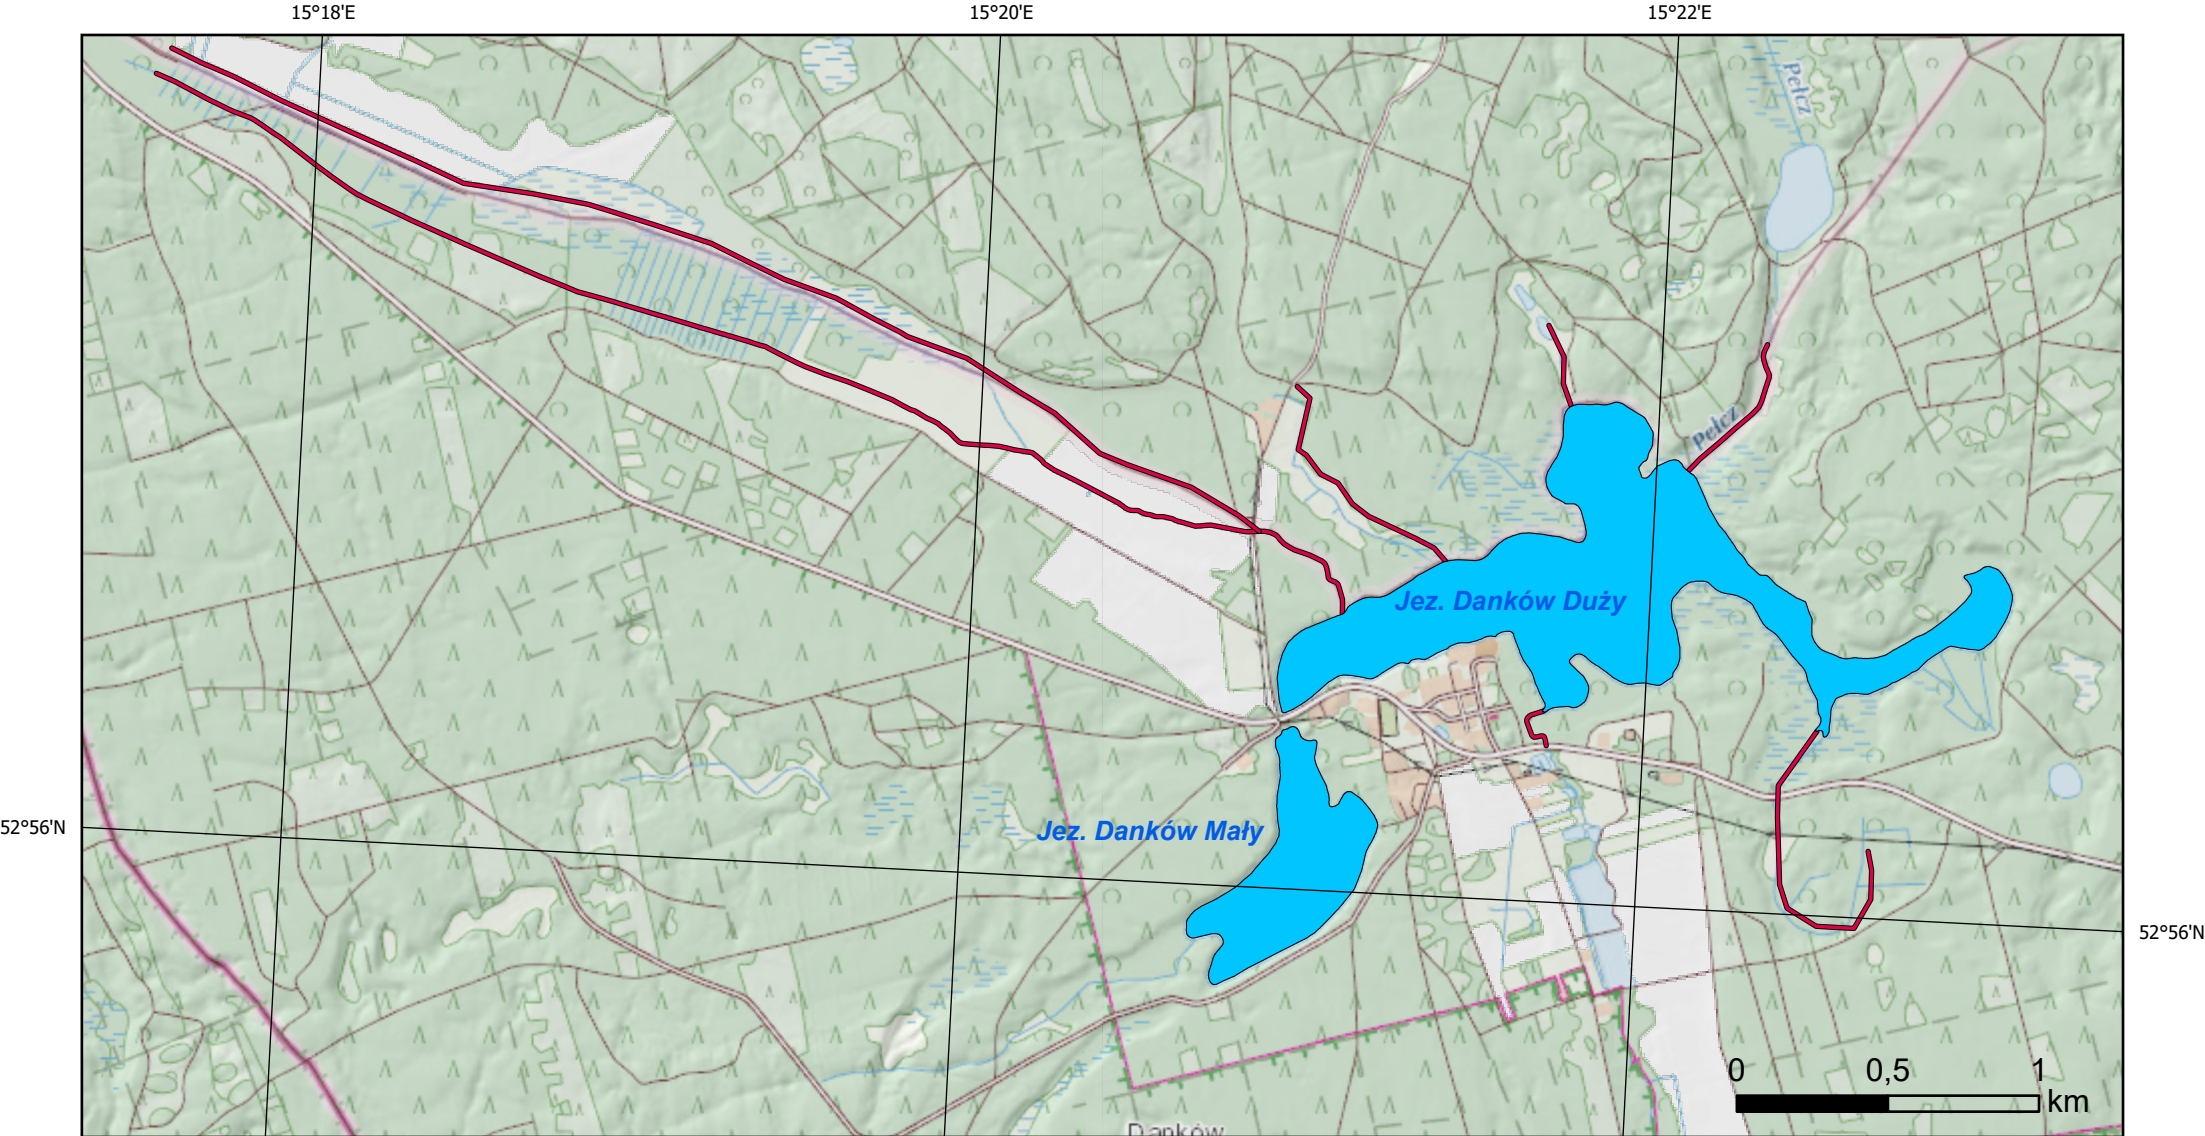 15°18'E
15°20'E
15°22'E
Pełcz
Pełcz
Jez. Danków Duży
Jez. Danków Mały
52°56'N
52°56'N
0
0,5
1
km
Danków